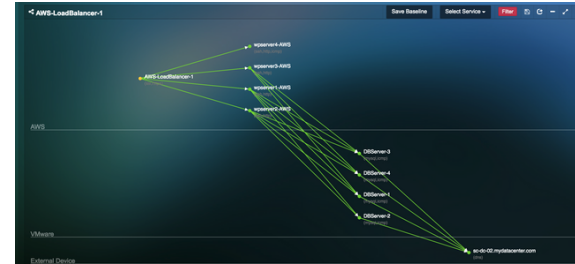 AWS-LoadBalancer-1
Save Baseline
Select Service
Filter
wpserver4-AWS
wpserver3-AWS
AWS-LoadBalancer-1
wpserver1-AWS
wpserver2-AWS
AWS
DBServer-3
DBServer-4
DBServer-1
DBServer-2
VMware
sc-dc-02.mydatacenter.com
External Device